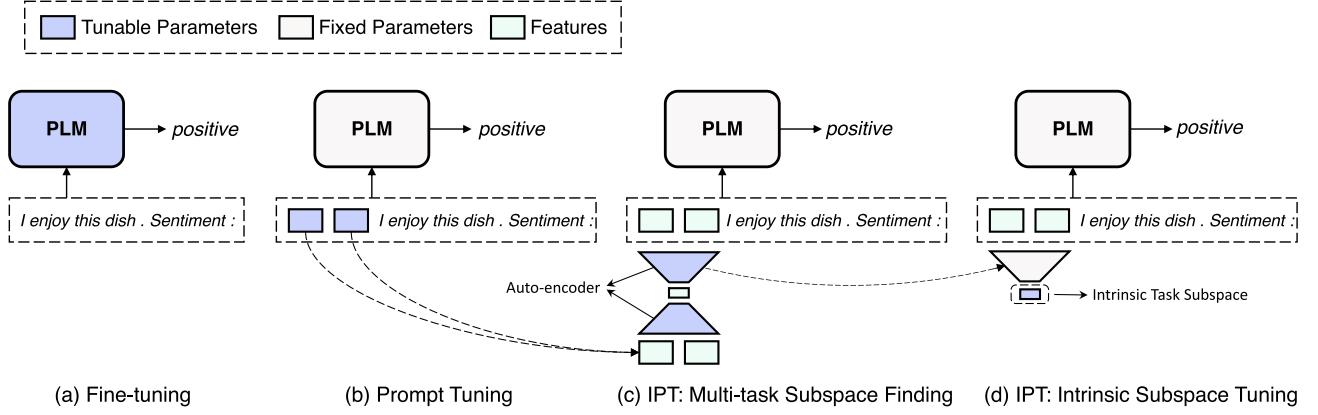 Tunable Parameters Fixed Parameters Features
PLM positive PLM positive PLM positive PLM positive
I enjoy this dish . Sentiment : I enjoy this dish . Sentiment : I enjoy this dish . Sentiment : I enjoy this dish . Sentiment :
Auto-encoder
Intrinsic Task Subspace
(a) Fine-tuning (b) Prompt Tuning (c) IPT: Multi-task Subspace Finding (d) IPT: Intrinsic Subspace Tuning